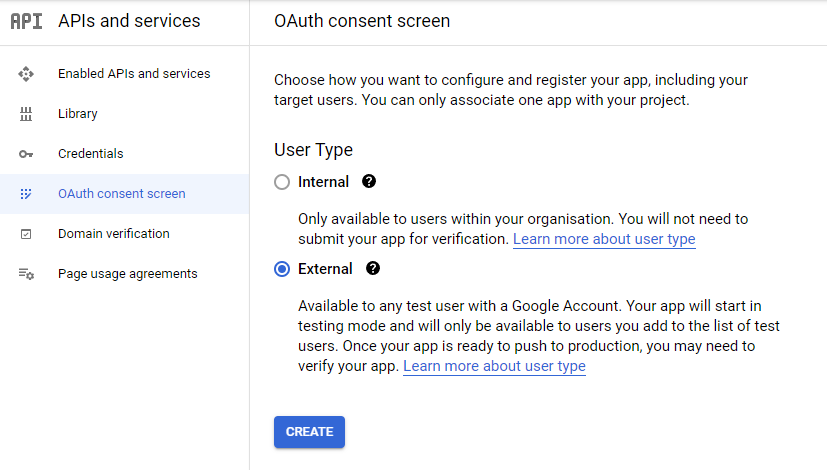 API APIs and services
OAuth consent screen
Enabled APIs and services
Library
Credentials
OAuth consent screen
Domain verification
Page usage agreements
Choose how you want to configure and register your app, including your
target users. You can only associate one app with your project.
User Type
Internal ?
Only available to users within your organisation. You will not need to
submit your app for verification. Learn more about user type
External ?
Available to any test user with a Google Account. Your app will start in
testing mode and will only be available to users you add to the list of test
users. Once your app is ready to push to production, you may need to
verify your app. Learn more about user type
CREATE